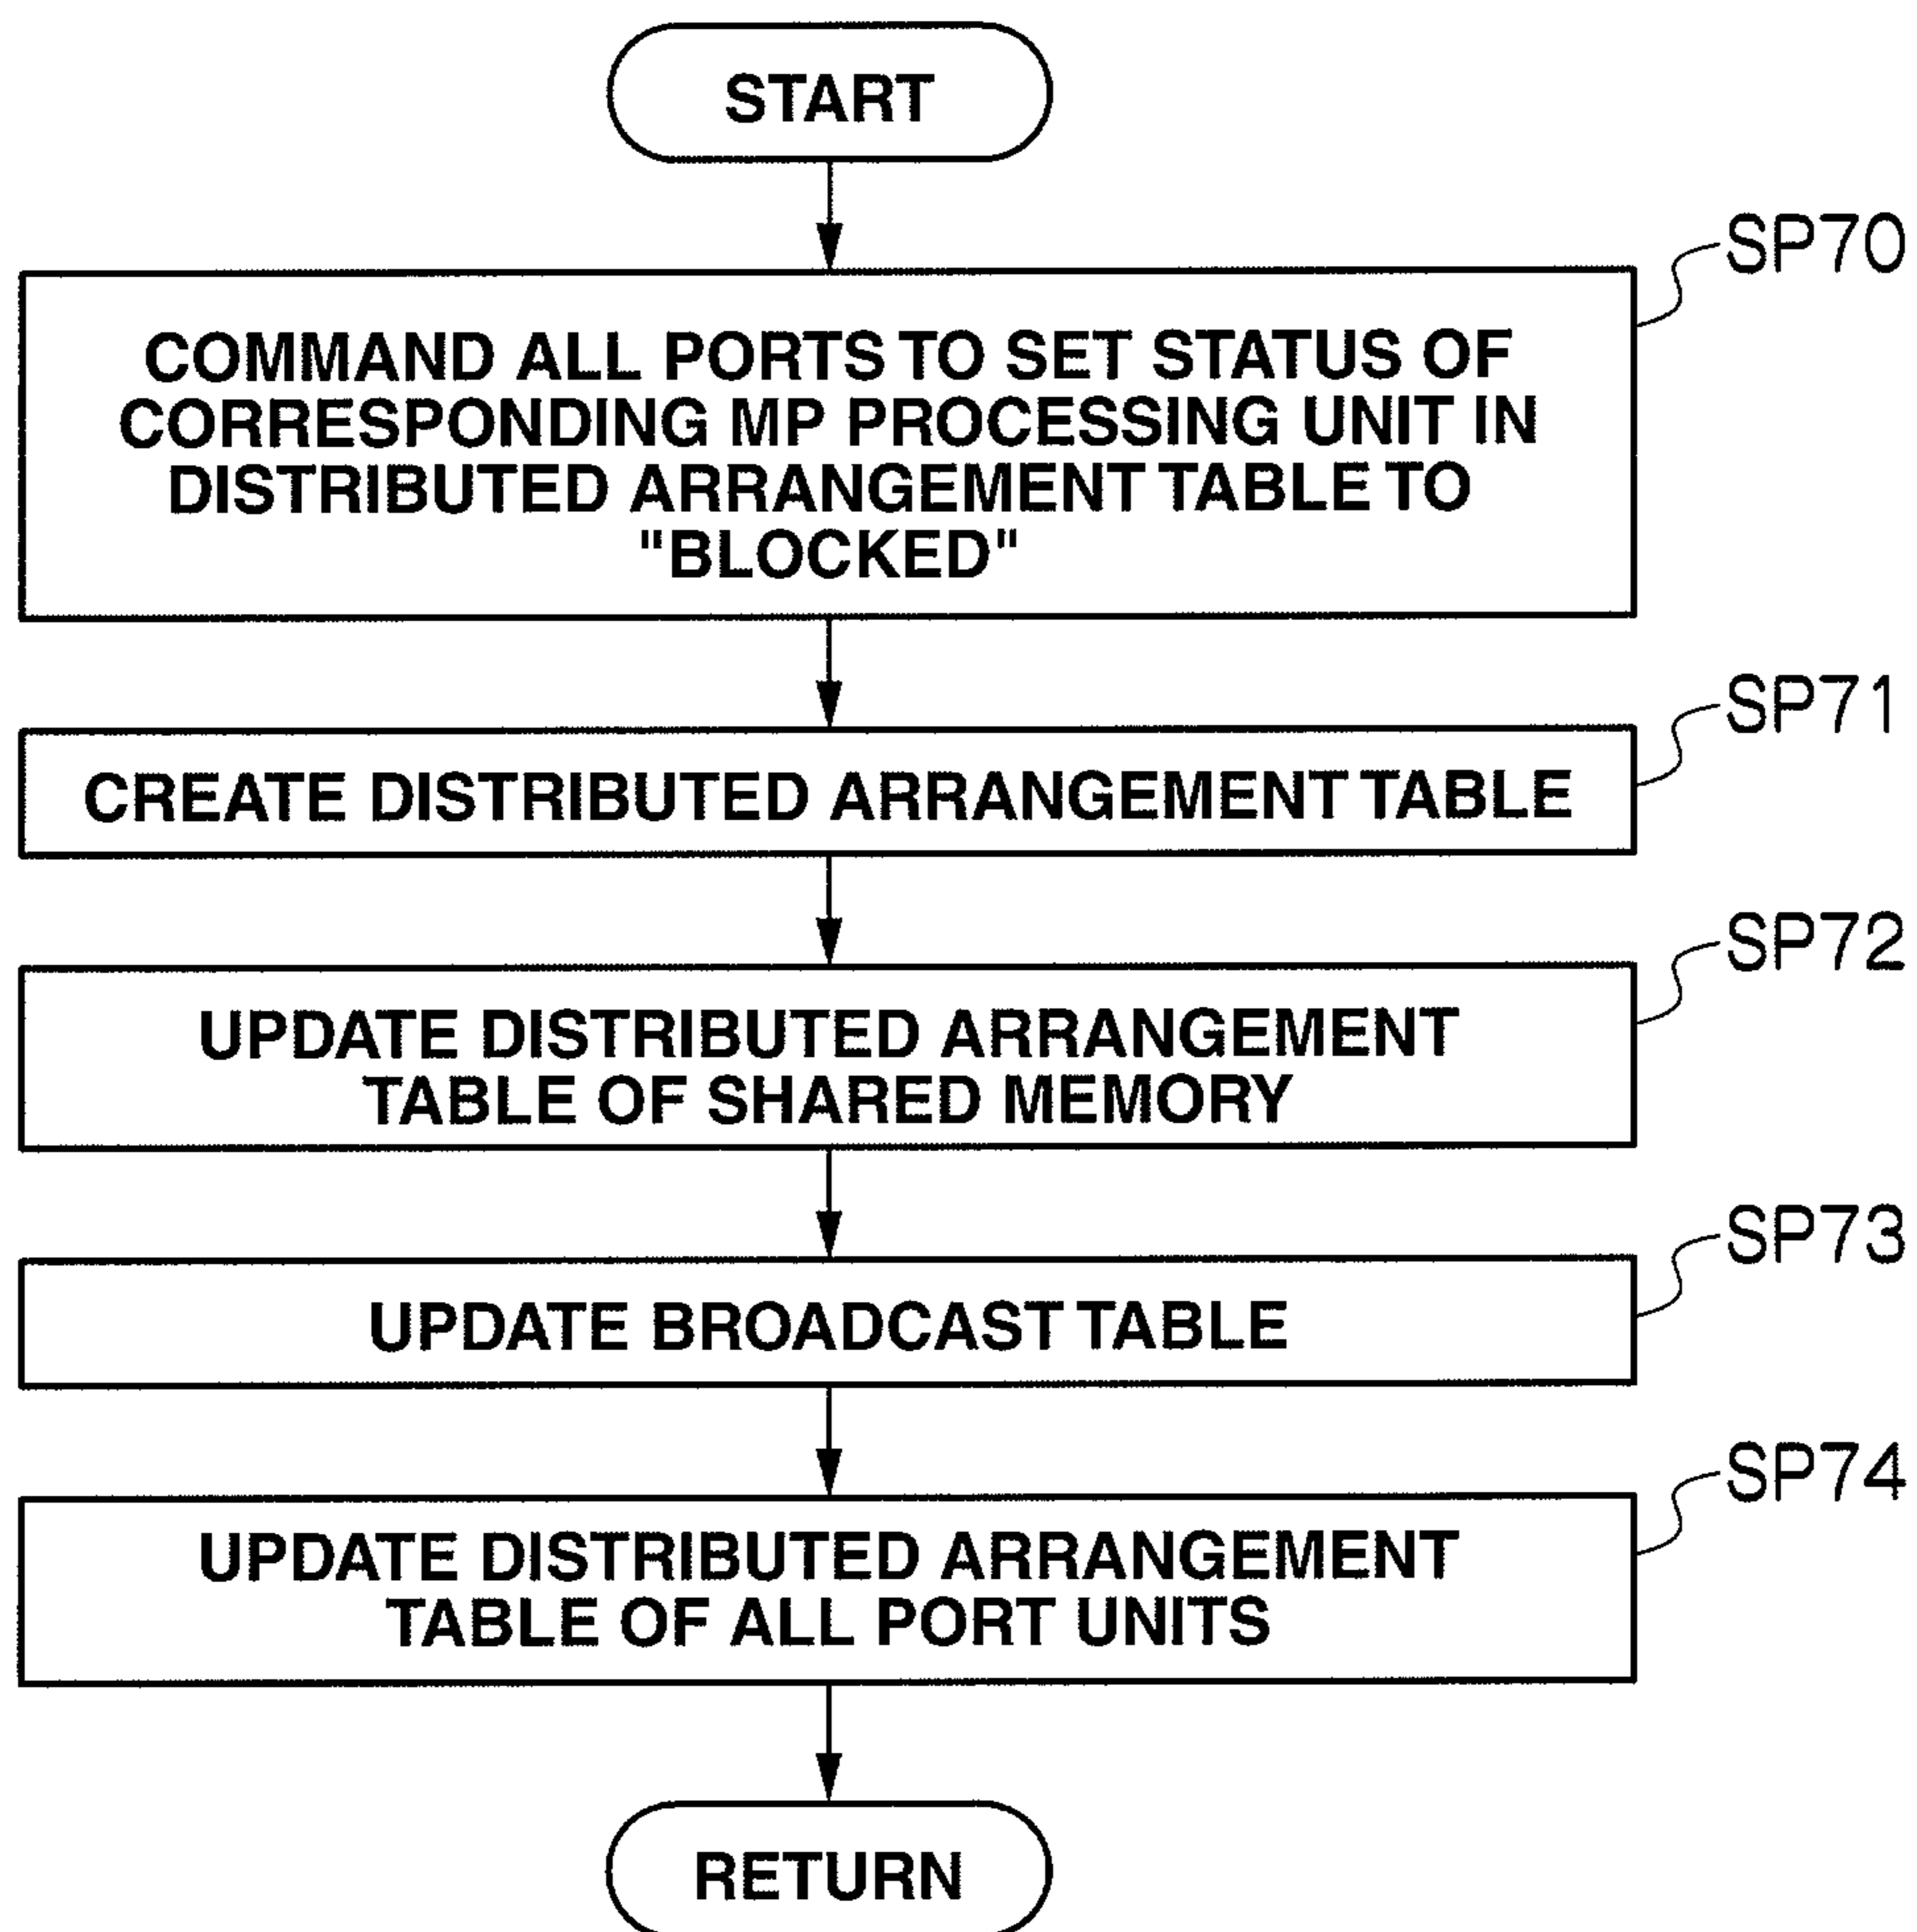 START
SP70
COMMAND ALL PORTS TO SET STATUS OF
CORRESPONDING MP PROCESSING UNIT IN
DISTRIBUTED ARRANGEMENT TABLE TO
"BLOCKED"
SP71
CREATE DISTRIBUTED ARRANGEMENT TABLE
SP72
UPDATE DISTRIBUTED ARRANGEMENT
TABLE OF SHARED MEMORY
SP73
UPDATE BROADCAST TABLE
SP74
UPDATE DISTRIBUTED ARRANGEMENT
TABLE OF ALL PORT UNITS
RETURN